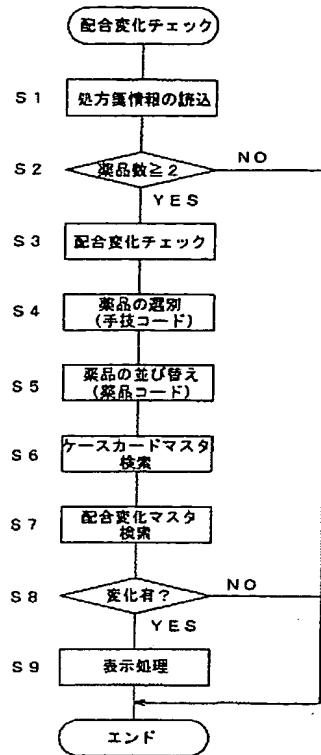 配合変化チェック
S1
処方箋情報の読込
S2
薬品数≧2
NO
YES
S3
配合変化チェック
S4
薬品の選別
(手技コード)
S5
薬品の並び替え
(薬品コード)
S6
ケースカードマスタ
検索
S7
配合変化マスタ
検索
S8
変化有?
NO
YES
S9
表示処理
エンド